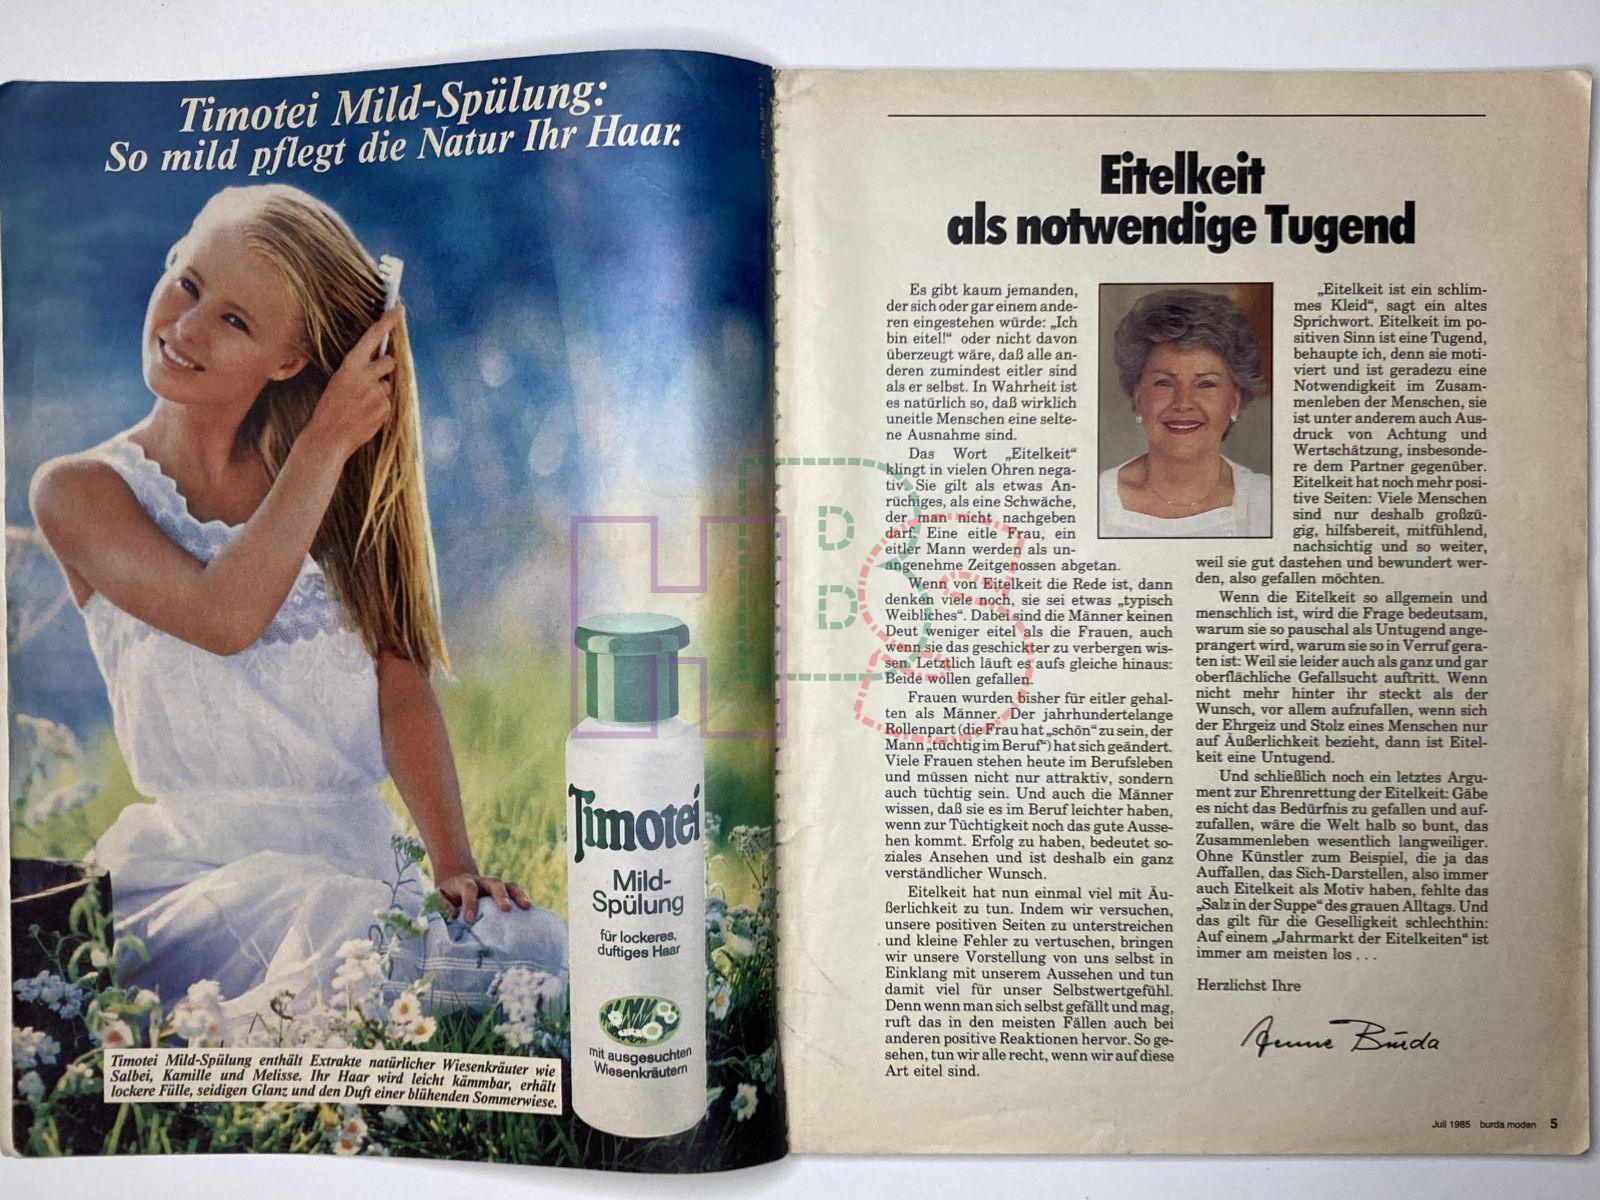 Timotei Mild-Spülung:
So mild pflegt die Natur Ihr Haar.
Timotei
Mild-
Spülung
für lockeres,
duftiges Haar
mit ausgesuchten
Wiesenkräutern
Timotei Mild-Spülung enthält Extrakte natürlicher Wiesenkräuter wie
Salbei, Kamille und Melisse. Ihr Haar wird leicht kämmbar, erhält
lockere Fülle, seidigen Glanz und den Duft einer blühenden Sommerwiese.
Eitelkeit
als notwendige Tugend
Es gibt kaum jemanden,
der sich oder gar einem ande-
ren eingestehen würde: „Ich
bin eitel!“ oder nicht davon
überzeugt wäre, daß alle an-
deren zumindest eitler sind
als er selbst. In Wahrheit ist
es natürlich so, daß wirklich
uneitle Menschen eine selte-
ne Ausnahme sind.
Das Wort „Eitelkeit“
klingt in vielen Ohren nega-
tiv. Sie gilt als etwas An-
rüchiges, als eine Schwäche,
der man nicht nachgeben
darf. Eine eitle Frau, ein
eitler Mann werden als un-
angenehme Zeitgenossen abgetan.
Wenn von Eitelkeit die Rede ist, dann
denken viele noch, sie sei etwas „typisch
Weibliches“. Dabei sind die Männer keinen
Deut weniger eitel als die Frauen, auch
wenn sie das geschickter zu verbergen wis-
sen. Letztlich läuft es aufs gleiche hinaus:
Beide wollen gefallen.
Frauen wurden bisher für eitler gehal-
ten als Männer. Der jahrhundertelange
Rollenpart (die Frau hat „schön“ zu sein, der
Mann „tüchtig im Beruf“) hat sich geändert.
Viele Frauen stehen heute im Berufsleben
und müssen nicht nur attraktiv, sondern
auch tüchtig sein. Und auch die Männer
wissen, daß sie es im Beruf leichter haben,
wenn zur Tüchtigkeit noch das gute Ausse-
hen kommt. Erfolg zu haben, bedeutet so-
ziales Ansehen und ist deshalb ein ganz
verständlicher Wunsch.
Eitelkeit hat nun einmal viel mit Äu-
ßerlichkeit zu tun. Indem wir versuchen,
unsere positiven Seiten zu unterstreichen
und kleine Fehler zu vertuschen, bringen
wir unsere Vorstellung von uns selbst in
Einklang mit unserem Aussehen und tun
damit viel für unser Selbstwertgefühl.
Denn wenn man sich selbst gefällt und mag,
ruft das in den meisten Fällen auch bei
anderen positive Reaktionen hervor. So ge-
sehen, tun wir alle recht, wenn wir auf diese
Art eitel sind.
„Eitelkeit ist ein schlim-
mes Kleid“, sagt ein altes
Sprichwort. Eitelkeit im po-
sitiven Sinn ist eine Tugend,
behaupte ich, denn sie moti-
viert und ist geradezu eine
Notwendigkeit im Zusam-
menleben der Menschen, sie
ist unter anderem auch Aus-
druck von Achtung und
Wertschätzung, insbesonde-
re dem Partner gegenüber.
Eitelkeit hat noch mehr posi-
tive Seiten: Viele Menschen
sind nur deshalb großzü-
gig, hilfsbereit, mitfühlend,
nachsichtig und so weiter,
weil sie gut dastehen und bewundert wer-
den, also gefallen möchten.
Wenn die Eitelkeit so allgemein und
menschlich ist, wird die Frage bedeutsam,
warum sie so pauschal als Untugend ange-
prangert wird, warum sie so in Verruf gera-
ten ist: Weil sie leider auch als ganz und gar
oberflächliche Gefallsucht auftritt. Wenn
nicht mehr hinter ihr steckt als der
Wunsch, vor allem aufzufallen, wenn sich
der Ehrgeiz und Stolz eines Menschen nur
auf Äußerlichkeit bezieht, dann ist Eitel-
keit eine Untugend.
Und schließlich noch ein letztes Argu-
ment zur Ehrenrettung der Eitelkeit: Gäbe
es nicht das Bedürfnis zu gefallen und auf-
zufallen, wäre die Welt halb so bunt, das
Zusammenleben wesentlich langweiliger.
Ohne Künstler zum Beispiel, die ja das
Auffallen, das Sich-Darstellen, also immer
auch Eitelkeit als Motiv haben, fehlte das
„Salz in der Suppe“ des grauen Alltags. Und
das gilt für die Geselligkeit schlechthin:
Auf einem „Jahrmarkt der Eitelkeiten“ ist
immer am meisten los . . .
Herzlichst Ihre
Aenne Burda
Juli 1985 burda moden 5